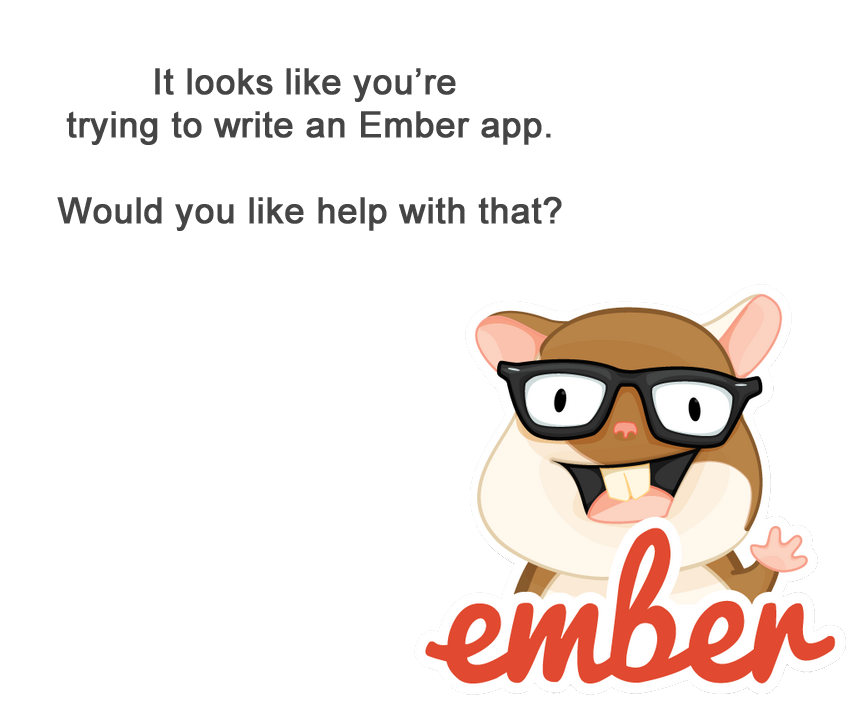 It looks like you’re
trying to write an Ember app.
Would you like help with that?
ember